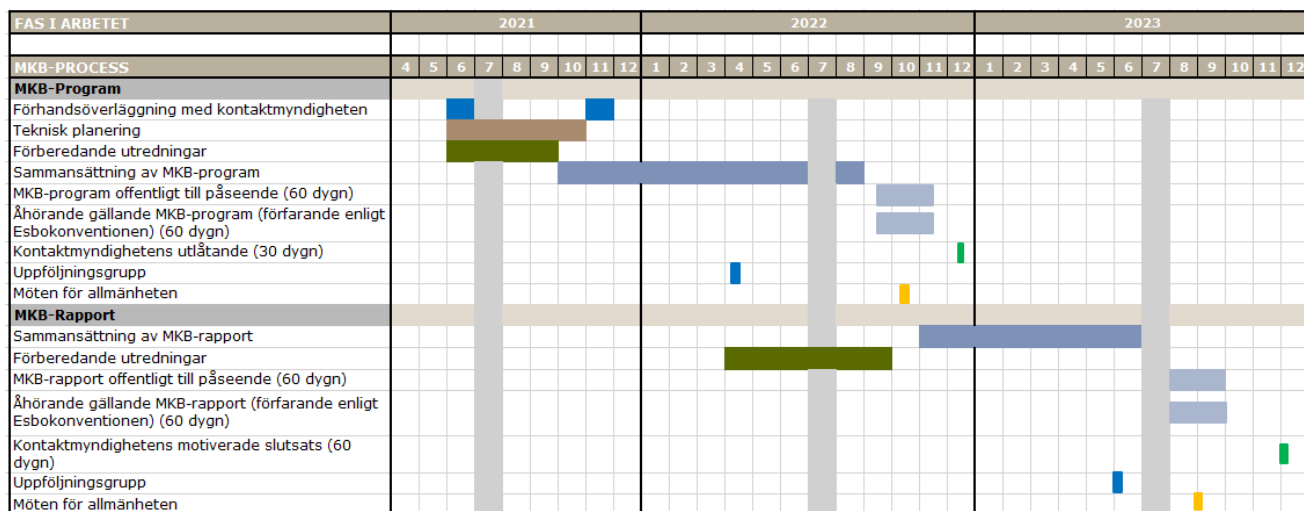 FAS I ARBETET 2021 2022 2023
MKB-PROCESS 4 5 6 7 8 9 10 11 12 1 2 3 4 5 6 7 8 9 10 11 12 1 2 3 4 5 6 7 8 9 10 11 12
MKB-Program
Förhandsöverläggning med kontaktmyndigheten
Teknisk planering
Förberedande utredningar
Sammansättning av MKB-program
MKB-program offentligt till påseende (60 dygn)
Åhörande gällande MKB-program (förfarande enligt
Esbokonventionen) (60 dygn)
Kontaktmyndighetens utlåtande (30 dygn)
Uppföljningsgrupp
Möten för allmänheten
MKB-Rapport
Sammansättning av MKB-rapport
Förberedande utredningar
MKB-rapport offentligt till påseende (60 dygn)
Åhörande gällande MKB-rapport (förfarande enligt
Esbokonventionen) (60 dygn)
Kontaktmyndighetens motiverade slutsats (60
dygn)
Uppföljningsgrupp
Möten för allmänheten